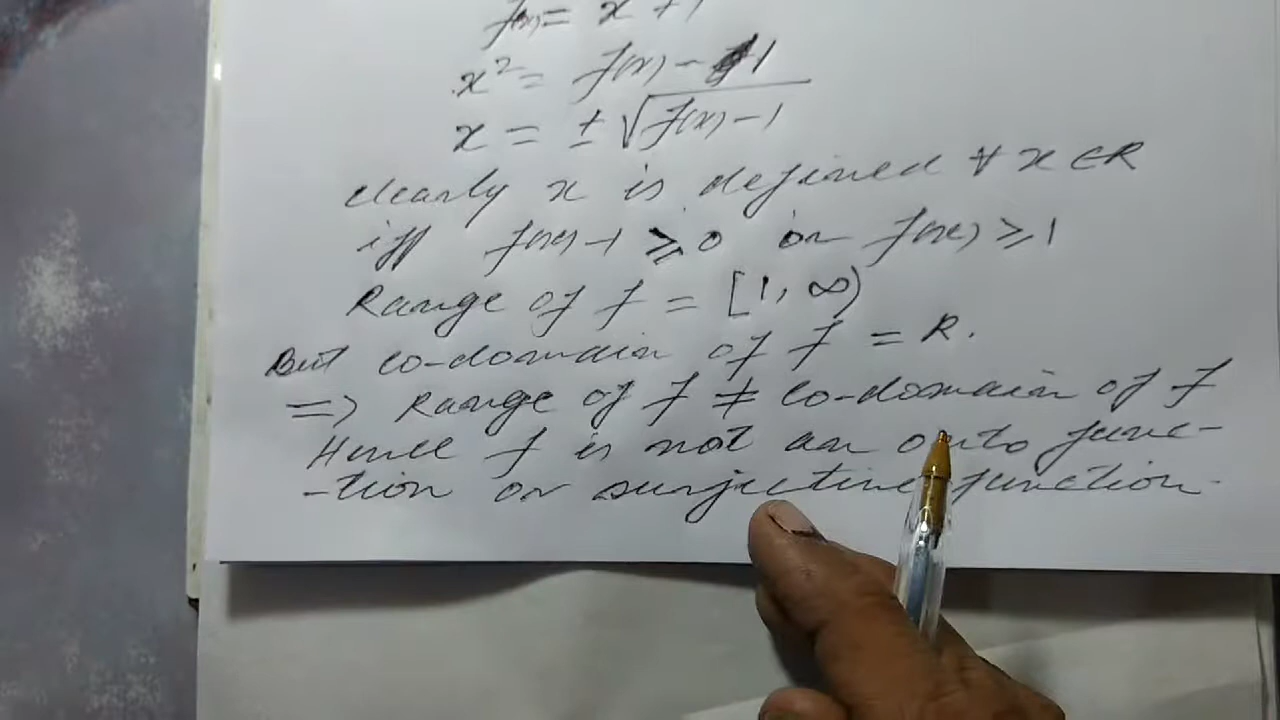 f(x) = x + 1
x² = f(x) - 1
x = ± √f(x) - 1
clearly x is defined ∀ x ∈ R
iff f(x) - 1 ⩾ 0 or f(x) ⩾ 1
Range of f = [1, ∞)
But co-domain of f = R.
=> Range of f ≠ co-domain of f
Hence f is not an onto func-
-tion or surjective function.